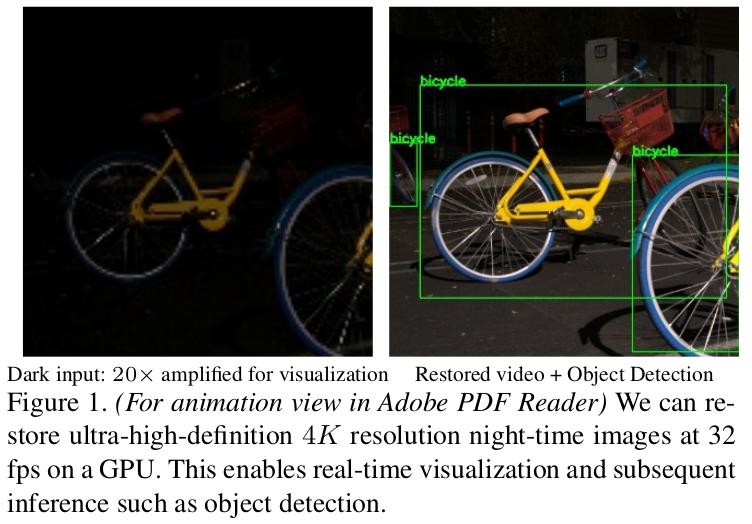 bicycle
bicycle
bicycle
Dark input: 20× amplified for visualization
Restored video + Object Detection
Figure 1. (For animation view in Adobe PDF Reader) We can re-
store ultra-high-definition 4K resolution night-time images at 32
fps on a GPU. This enables real-time visualization and subsequent
inference such as object detection.